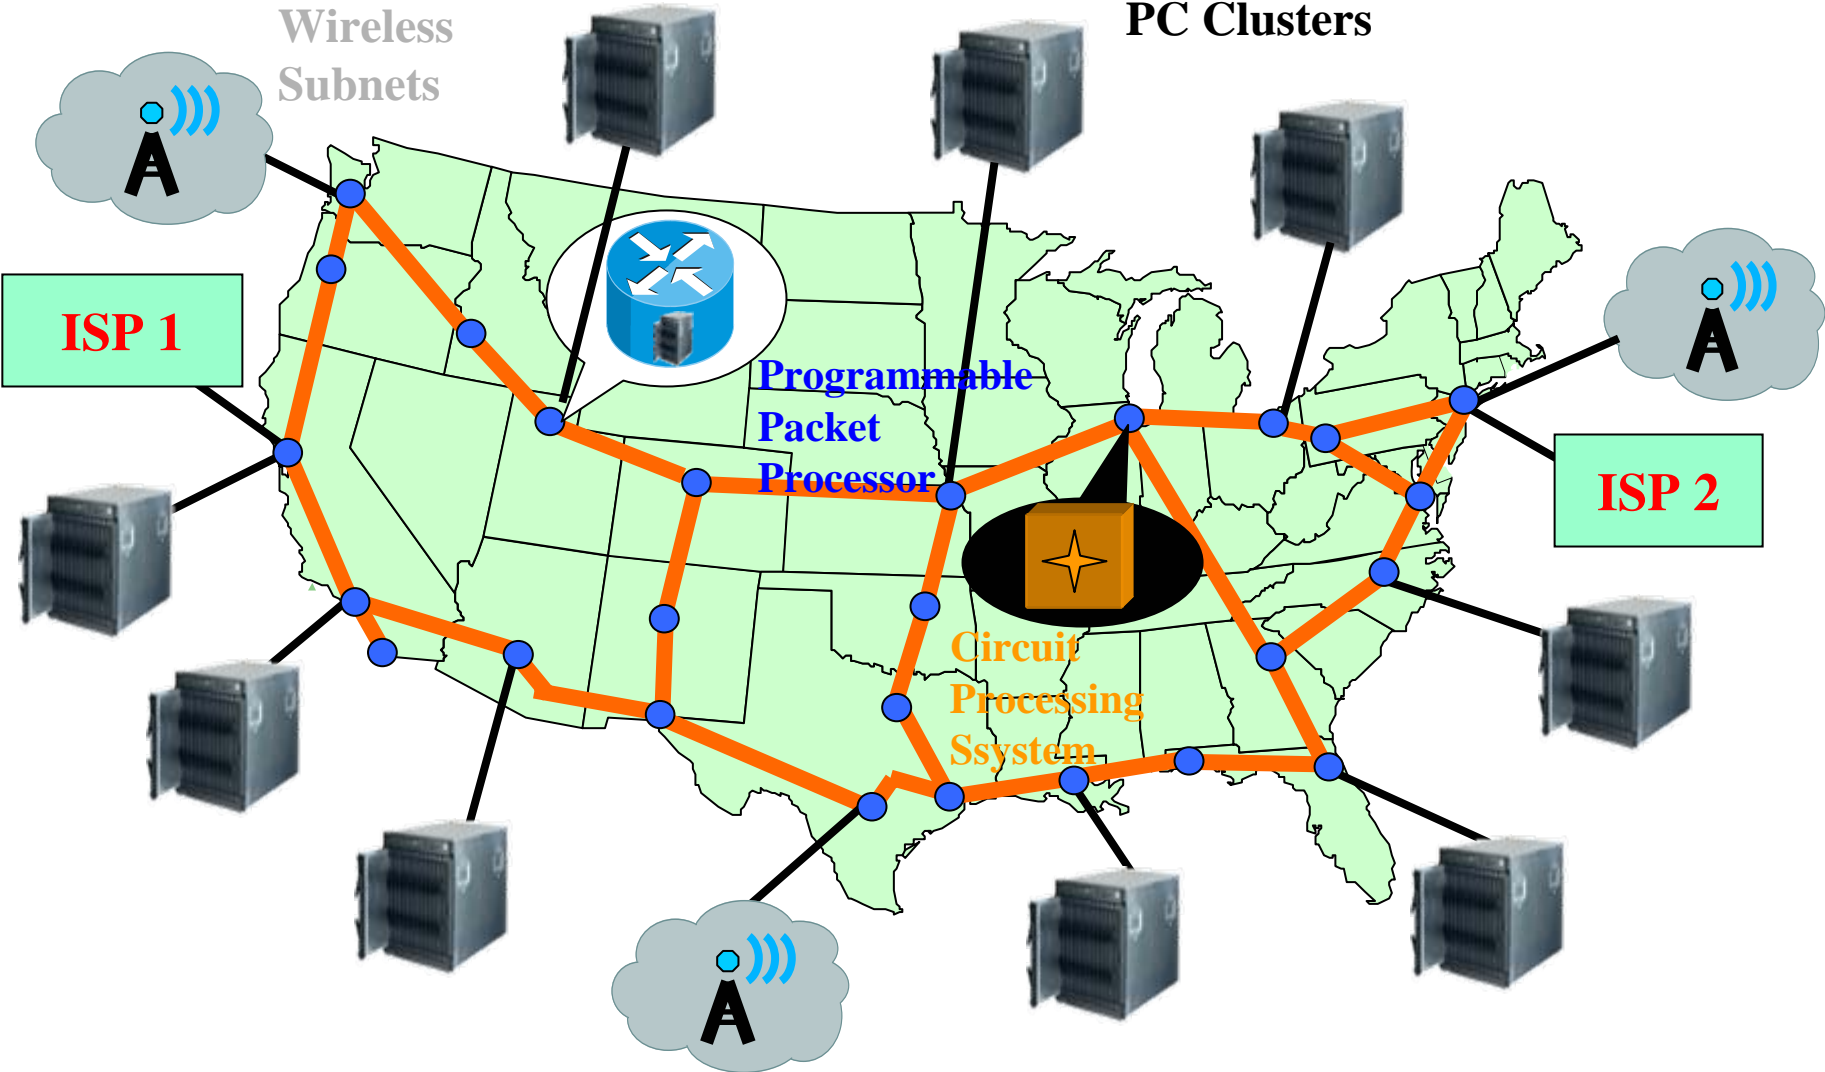 Wireless
Subnets
PC Clusters
ISP 1
Programmable
Packet
Processor
ISP 2
Circuit
Processing
Ssystem